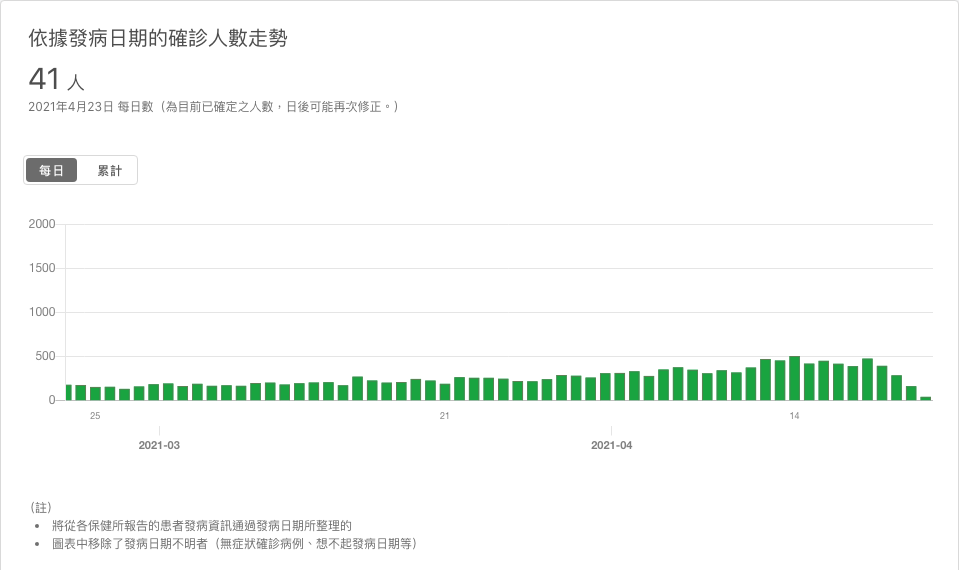 依據發病日期的確診人數走勢
41 人
2021年4月23日 每日數（為目前已確定之人數，日後可能再次修正。）
每日 累計
2000
1500
1000
500
0
25 21 14
2021-03 2021-04
（註）
• 將從各保健所報告的患者發病資訊通過發病日期所整理的
• 圖表中移除了發病日期不明者（無症狀確診病例、想不起發病日期等）